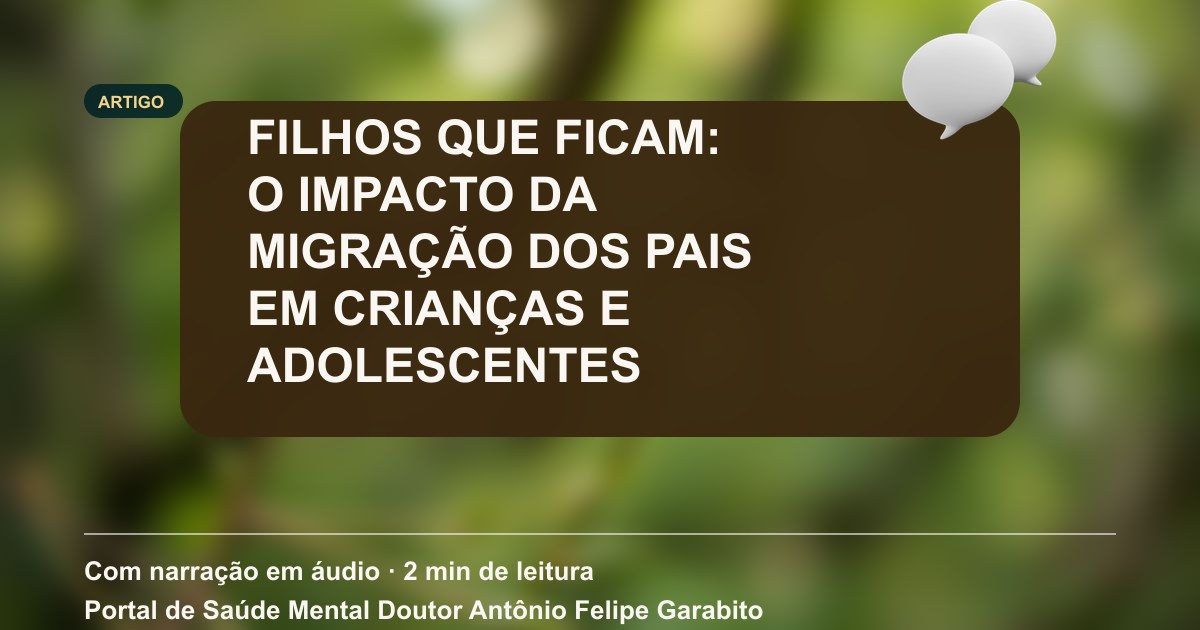 ARTIGO
FILHOS QUE FICAM:
O IMPACTO DA
MIGRAÇÃO DOS PAIS
EM CRIANÇAS E
ADOLESCENTES
Com narração em áudio · 2 min de leitura
Portal de Saúde Mental Doutor Antônio Felipe Garabito